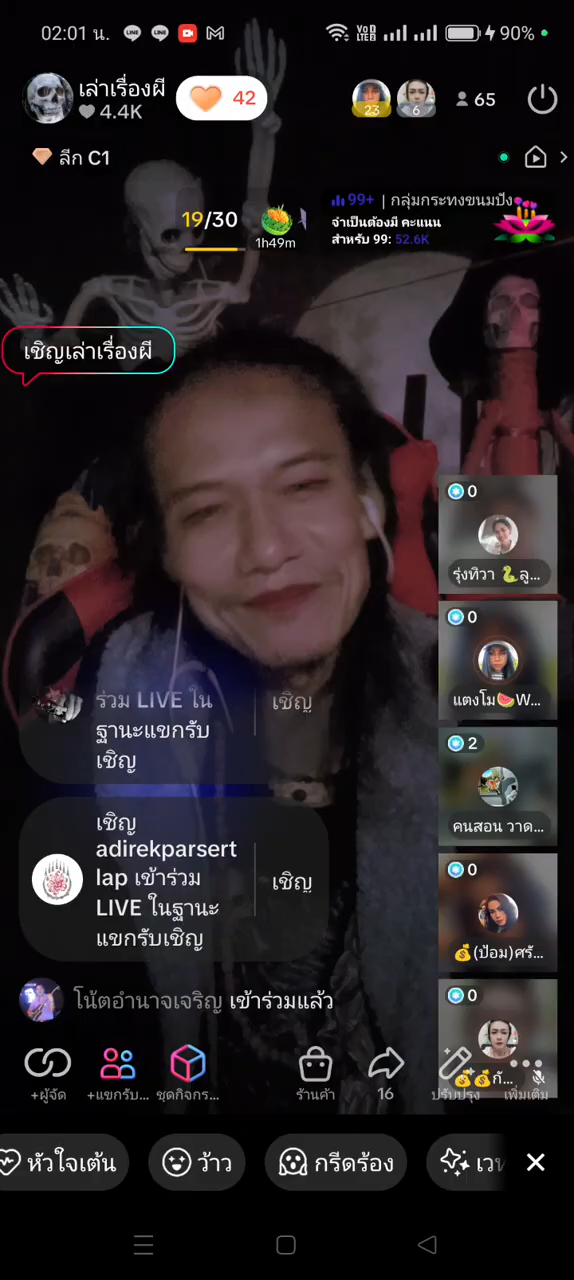 02:01 น.
VoD LTE
90%
เล่าเรื่องผี
4.4K
42
23
6
65
ลีก C1
19/30
1h49m
99+ | กลุ่มกระทงขนมปัง
จำเป็นต้องมี คะแนน
สำหรับ 99: 52.6K
เชิญเล่าเรื่องผี
0
รุ่งทิวา 🐍ลู...
0
แตงโม🍉W...
2
คนสอน วาด...
0
💰(ป้อม)ศรั...
0
💰💰กั...
ร่วม LIVE ใน
ฐานะแขกรับ
เชิญ
เชิญ
เชิญ
adirekparsert
lap เข้าร่วม
LIVE ในฐานะ
แขกรับเชิญ
เชิญ
โน้ตอำนาจเจริญ เข้าร่วมแล้ว
+ผู้จัด
+แขกรับ...
ชุดกิจกร...
ร้านค้า
16
ปรับปรุง
เพิ่มเติม
หัวใจเต้น
ว้าว
กรีดร้อง